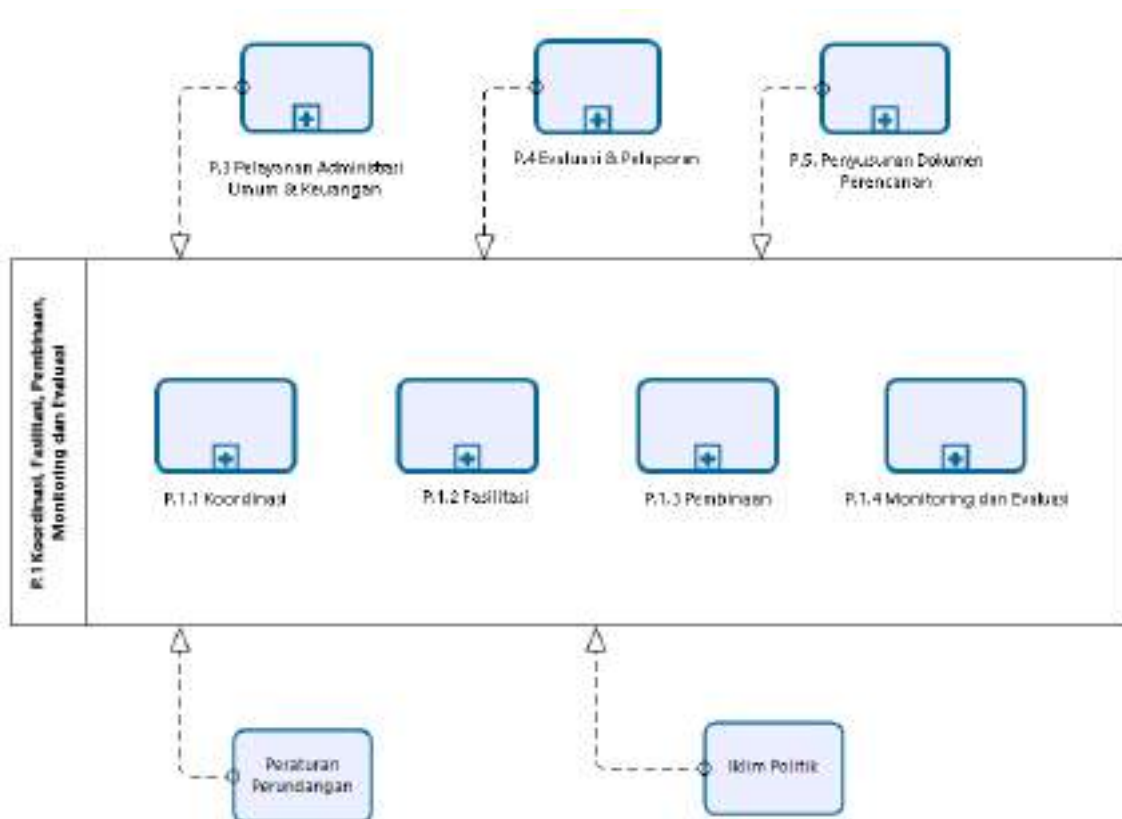 P.3 Pelayanan Administrasi
Umum & Keuangan
P.4 Evaluasi & Pelaporan
P.5. Penyusunan Dokumen
Perencanan
P.1 Koordinasi, Fasilitasi, Pembinaan,
Monitoring dan Evaluasi
P.1.1 Koordinasi
P.1.2 Fasilitasi
P.1.3 Pembinaan
P.1.4 Monitoring dan Evaluasi
Peraturan
Perundangan
Iklim Politik